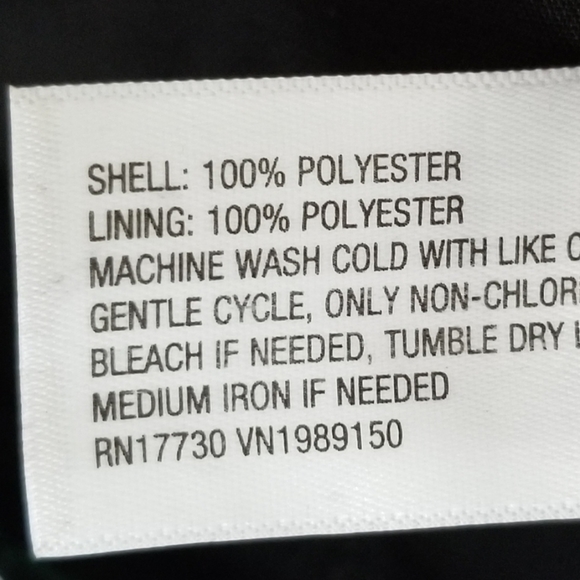 SHELL: 100% POLYESTER
LINING: 100% POLYESTER
MACHINE WASH COLD WITH LIKE
GENTLE CYCLE, ONLY NON-CHLOR
BLEACH IF NEEDED, TUMBLE DRY
MEDIUM IRON IF NEEDED
RN17730 VN1989150